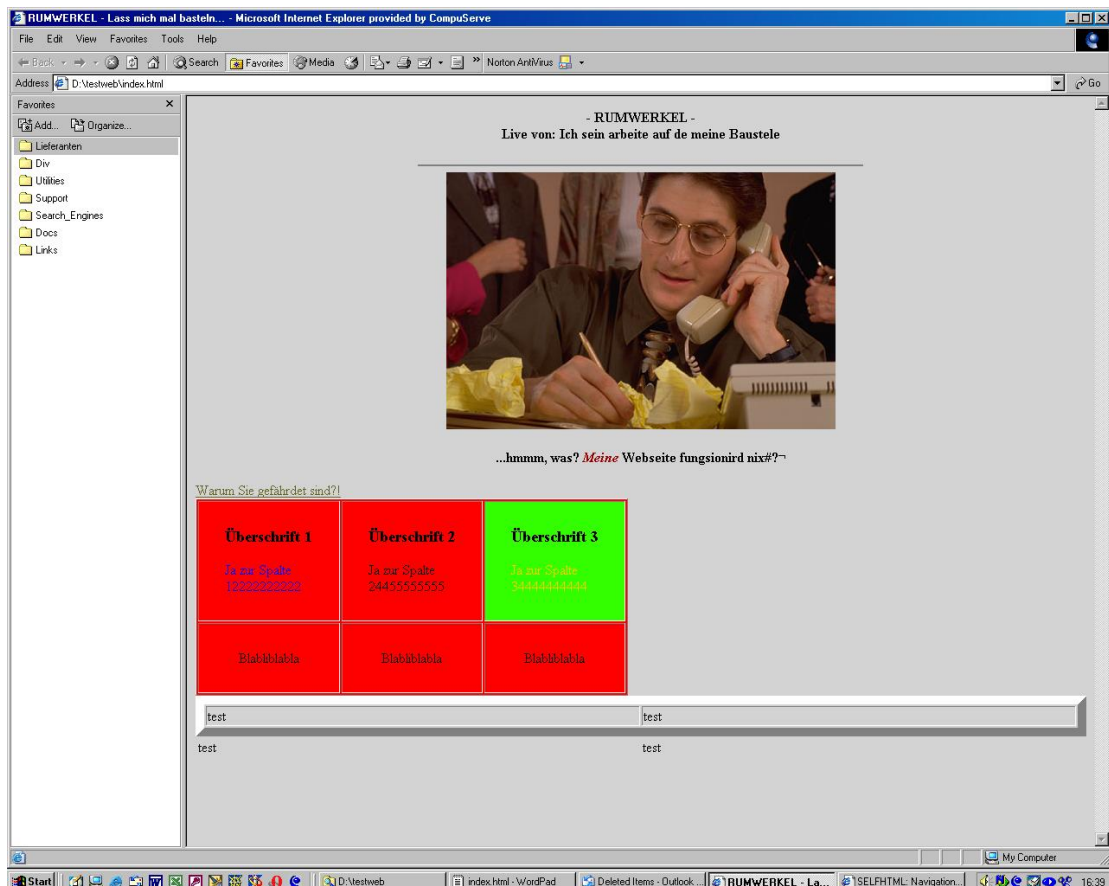 RUMWERKEL - Lass mich mal basteln... - Microsoft Internet Explorer provided by CompuServe
File Edit View Favorites Tools Help
Back Search Favorites Media » Norton AntiVirus
Address D:\testweb\index.html Go
Favorites ×
Add... Organize...
Lieferanten
Div
Utilities
Support
Search_Engines
Docs
Links
- RUMWERKEL -
Live von: Ich sein arbeite auf de meine Baustele
...hmmm, was? Meine Webseite fungsionird nix#?¬
Warum Sie gefährdet sind?!
Überschrift 1 Überschrift 2 Überschrift 3
Ja zur Spalte Ja zur Spalte Ja zur Spalte
12222222222 24455555555 34444444444
Blabliblabla Blabliblabla Blabliblabla
test test
test test
My Computer
Start D:\testweb index.html - WordPad Deleted Items - Outlook ... RUMWERKEL - La... SELFHTML: Navigation... 16:39